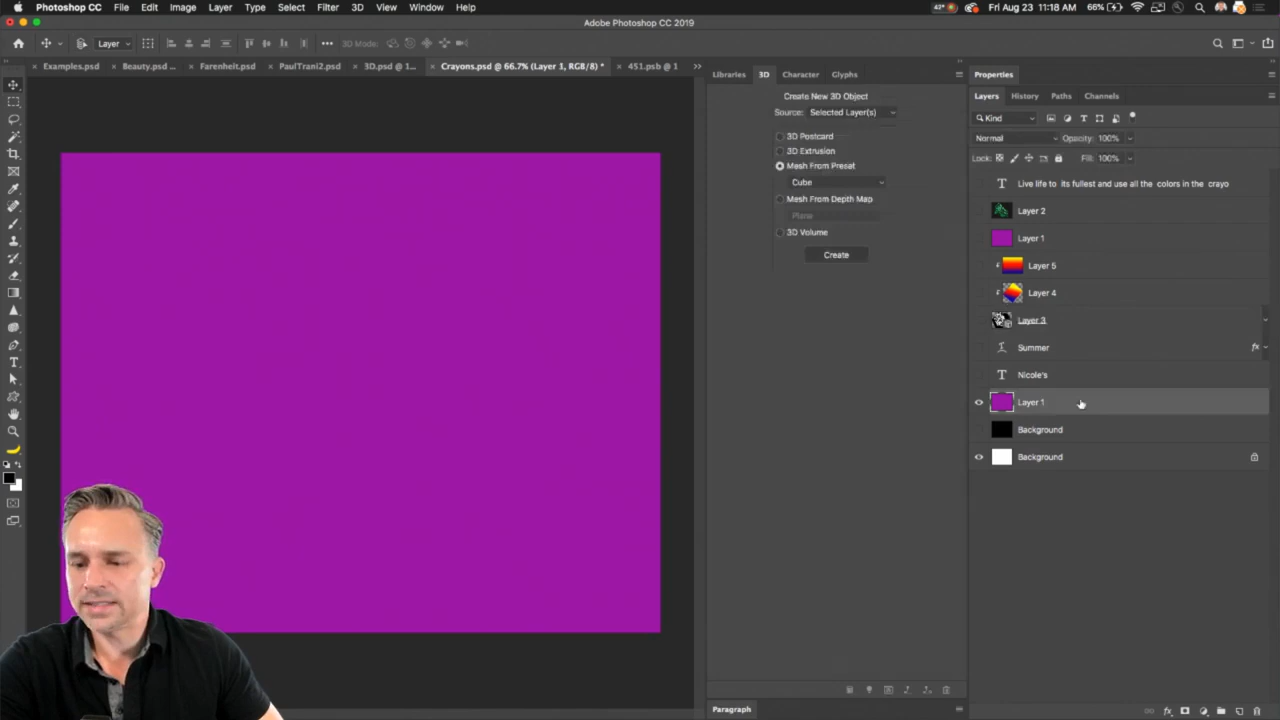 Photoshop CC File Edit Image Layer Type Select Filter 3D View Window Help
47° Fri Aug 23 11:18 AM 66%
Adobe Photoshop CC 2019
Layer 3D Mode:
Examples.psd Beauty.psd ... Farenheit.psd PaulTrani2.psd 3D.psd @ 1... Crayons.psd @ 66.7% (Layer 1, RGB/8) * 451.psb @ 1
Libraries 3D Character Glyphs
Create New 3D Object
Source: Selected Layer(s)
3D Postcard
3D Extrusion
Mesh From Preset
Cube
Mesh From Depth Map
Plane
3D Volume
Create
Paragraph
Properties
Layers History Paths Channels
Kind
Normal Opacity: 100%
Lock: Fill: 100%
Live life to its fullest and use all the colors in the crayo
Layer 2
Layer 1
Layer 5
Layer 4
Layer 3
Summer fx
Nicole's
Layer 1
Background
Background